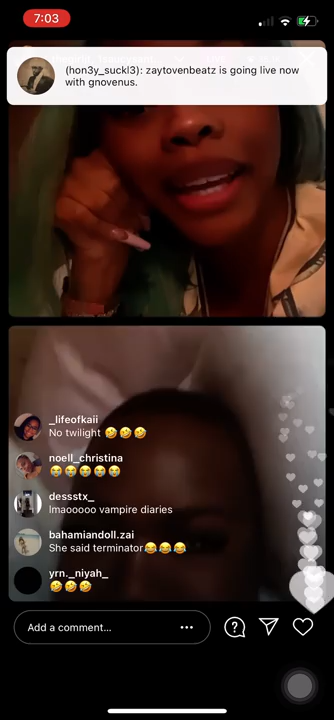 7:03
(hon3y_suckl3): zaytovenbeatz is going live now
with gnovenus.
_lifeofkaii
No twilight 🤣🤣🤣
noell_christina
😭😭😭😭😭
dessstx_
lmaooooo vampire diaries
bahamiandoll.zai
She said terminator😂😂😂
yrn._niyah_
🤣🤣🤣
Add a comment...